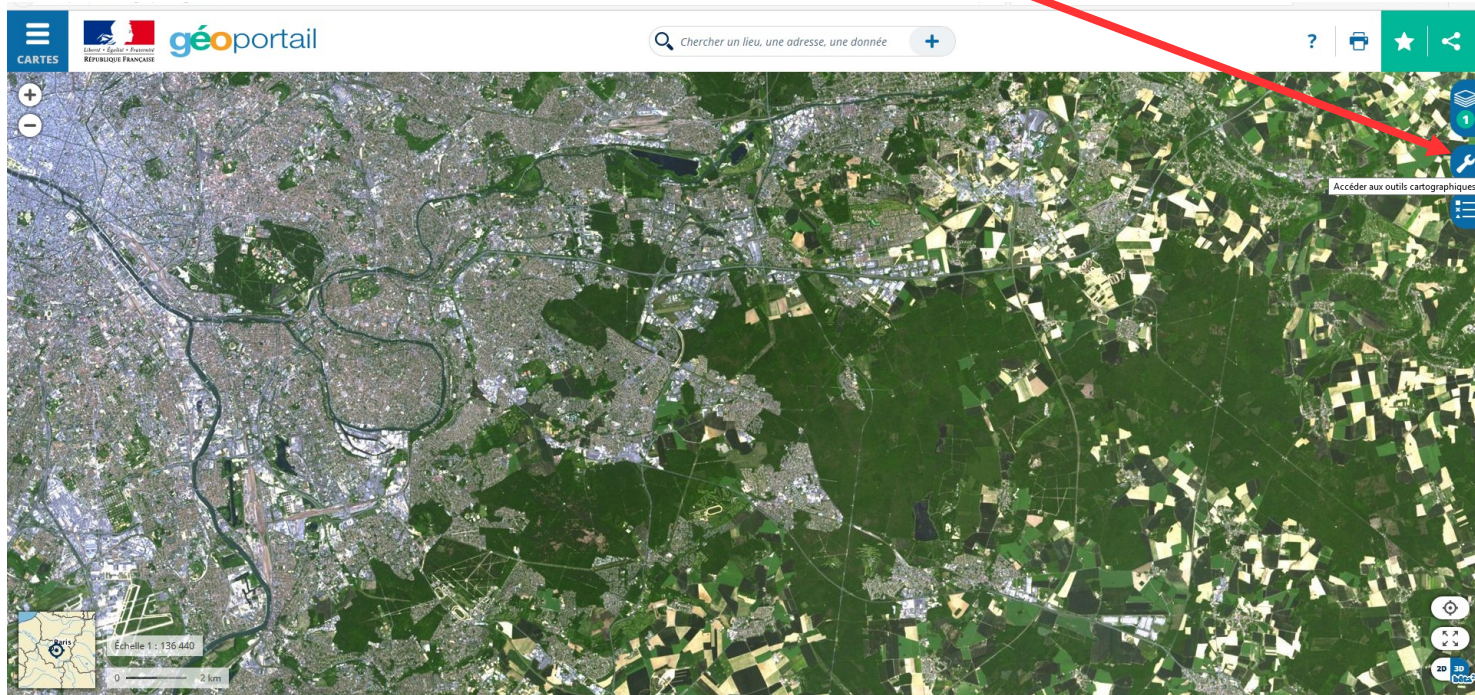 CARTES
Liberté • Égalité • Fraternité
RÉPUBLIQUE FRANÇAISE
géoportail
Chercher un lieu, une adresse, une donnée
+
?
+
−
1
Accéder aux outils cartographiques
Paris
Échelle 1 : 136 440
0 2 km
2D 3D
bêta